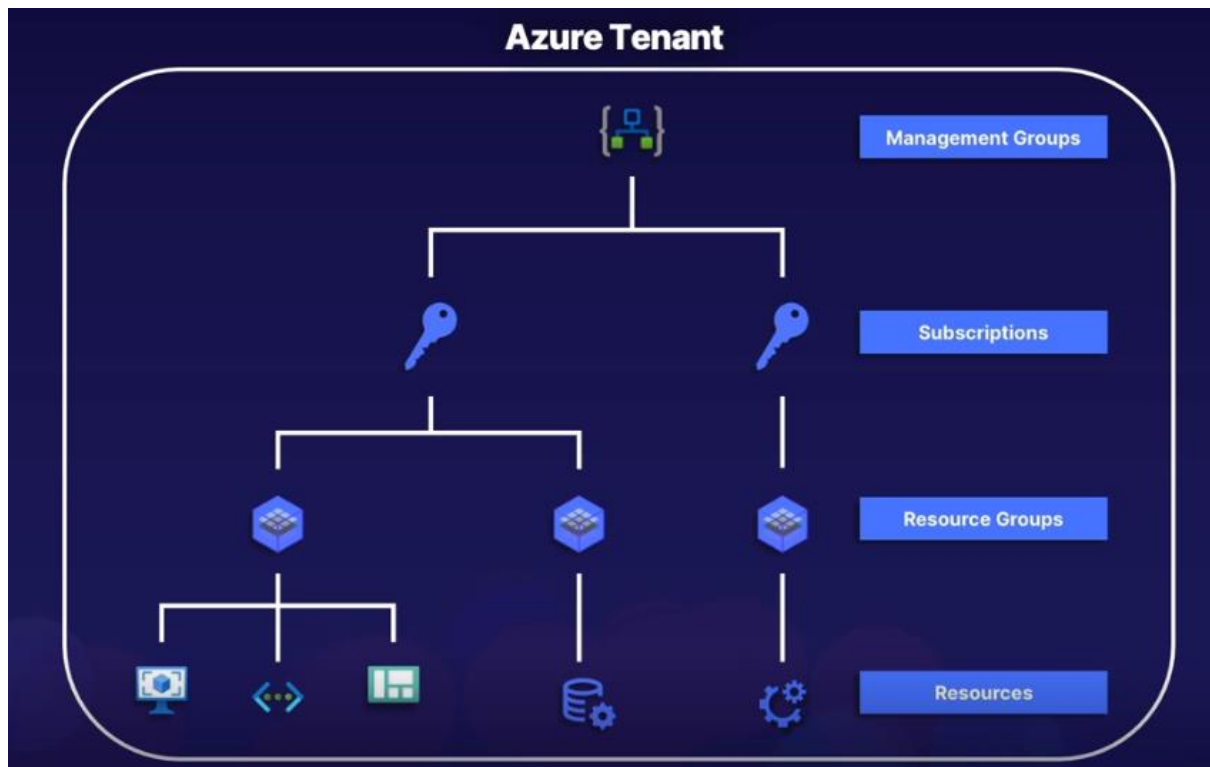 Azure Tenant
Management Groups
Subscriptions
Resource Groups
Resources